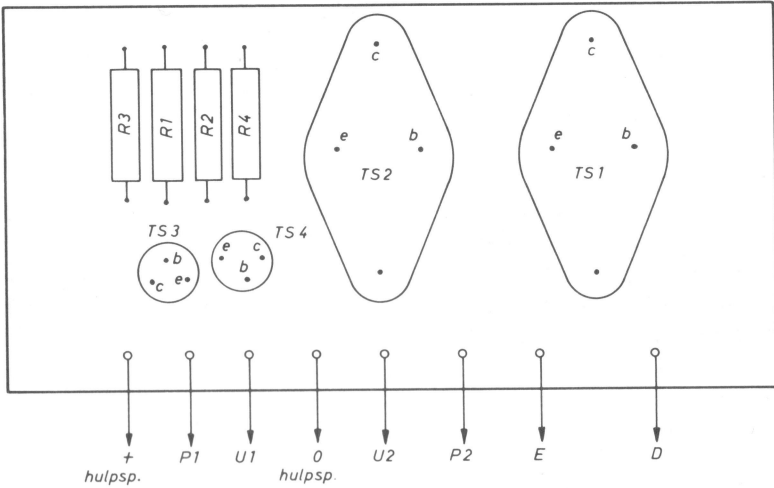 c
c
R3 R1 R2 R4
e b
e b
TS2
TS1
TS3
TS4
b
c e
e c
b
+ P1 U1 0 U2 P2 E D
hulpsp. hulpsp.